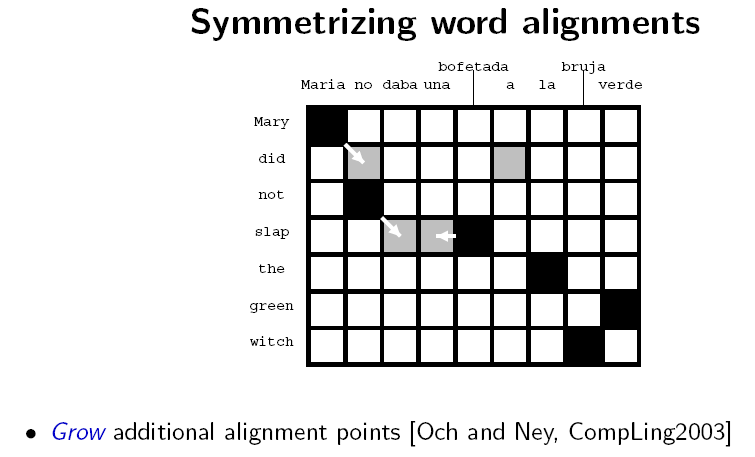 Symmetrizing word alignments
bofetada bruja
Maria no daba una a la verde
Mary
did
not
slap
the
green
witch
• Grow additional alignment points [Och and Ney, CompLing2003]